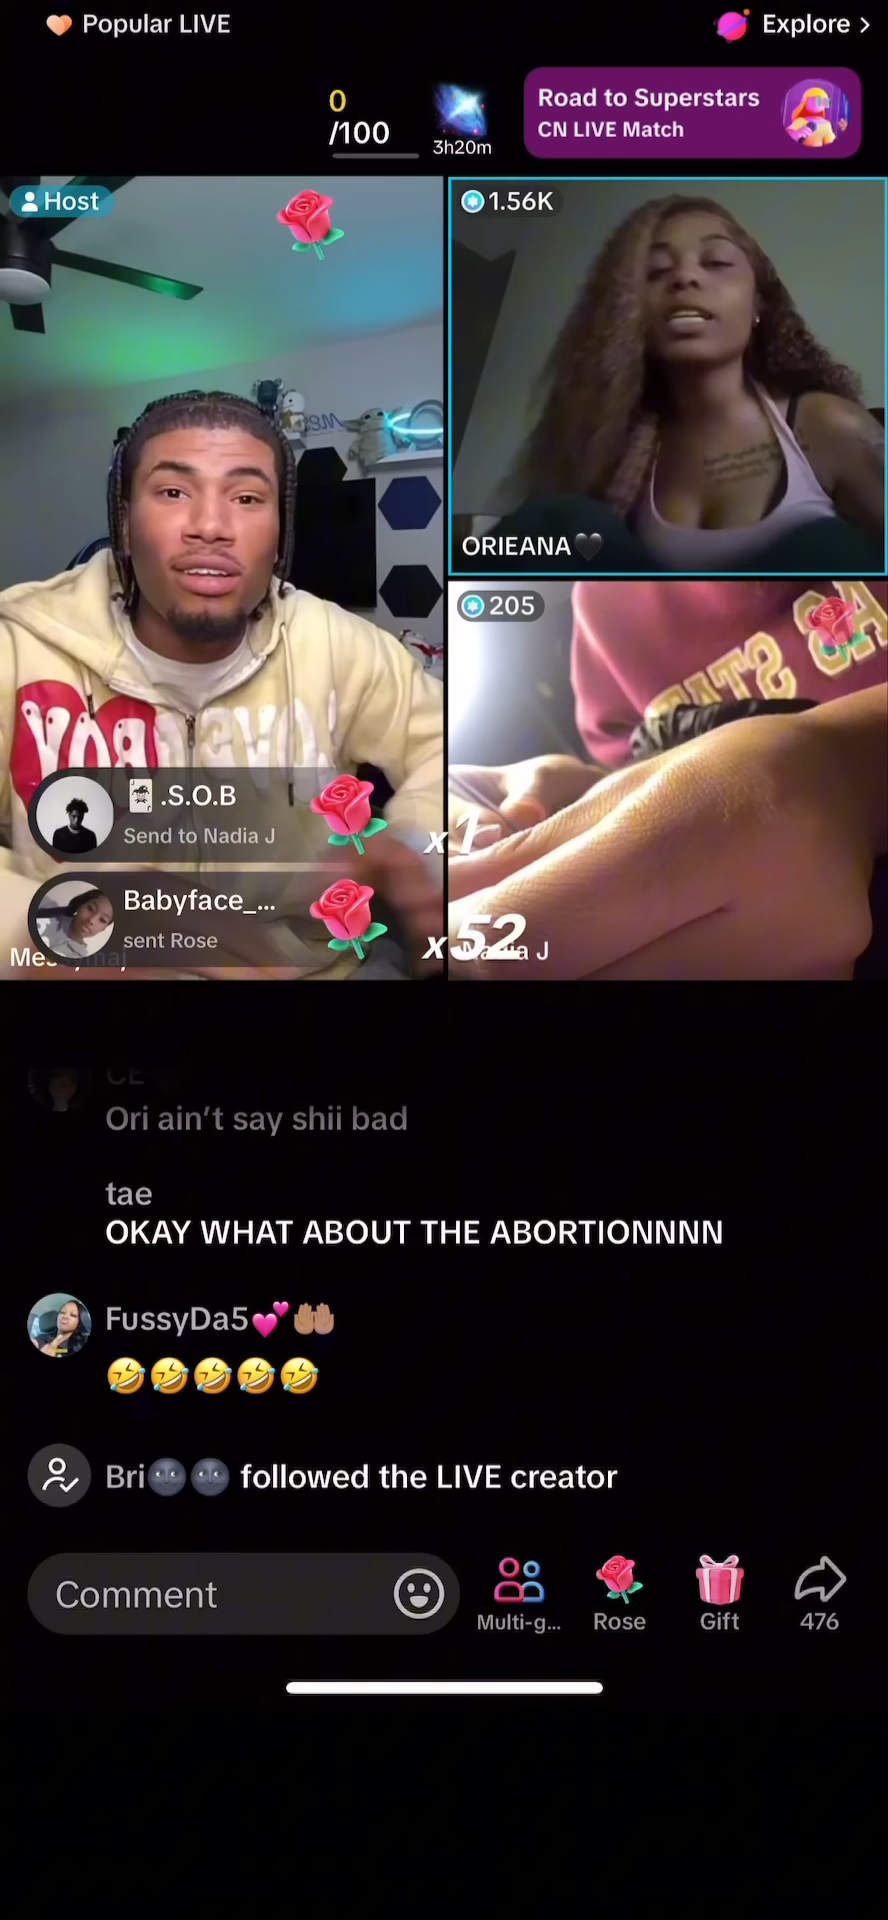 Popular LIVE
Explore >
0
/100
3h20m
Road to Superstars
CN LIVE Match
Host
1.56K
ORIEANA🖤
205
.S.O.B
Send to Nadia J
x1
Babyface_...
sent Rose
x52
Nadia J
CE
Ori ain't say shii bad
tae
OKAY WHAT ABOUT THE ABORTIONNNN
FussyDa5💕🤲🏽
🤣🤣🤣🤣🤣
Bri🌚🌚 followed the LIVE creator
Comment
Multi-g...
Rose
Gift
476